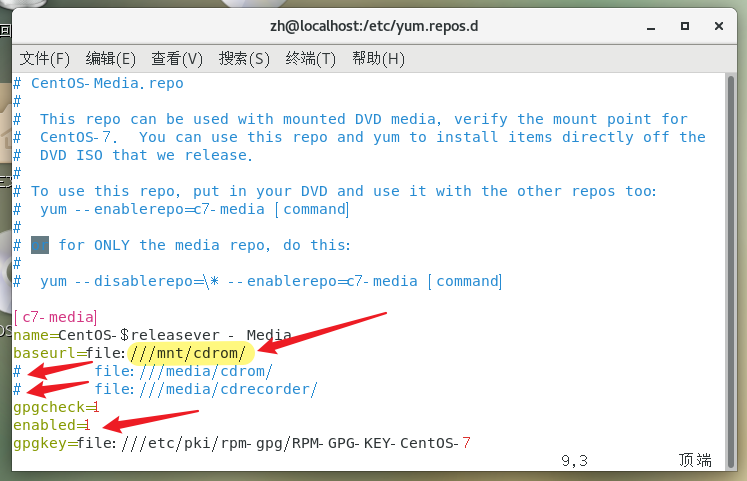 zh@localhost:/etc/yum.repos.d
文件(F) 编辑(E) 查看(V) 搜索(S) 终端(T) 帮助(H)
# CentOS-Media.repo
#
#  This repo can be used with mounted DVD media, verify the mount point for
#  CentOS-7.  You can use this repo and yum to install items directly off the
#  DVD ISO that we release.
#
# To use this repo, put in your DVD and use it with the other repos too:
#  yum --enablerepo=c7-media [command]
#
# for ONLY the media repo, do this:
#
#  yum --disablerepo=\* --enablerepo=c7-media [command]
[c7-media]
name=CentOS-$releasever - Media
baseurl=file:///mnt/cdrom/
#        file:///media/cdrom/
#        file:///media/cdrecorder/
gpgcheck=1
enabled=1
gpgkey=file:///etc/pki/rpm-gpg/RPM-GPG-KEY-CentOS-7
9,3 顶端